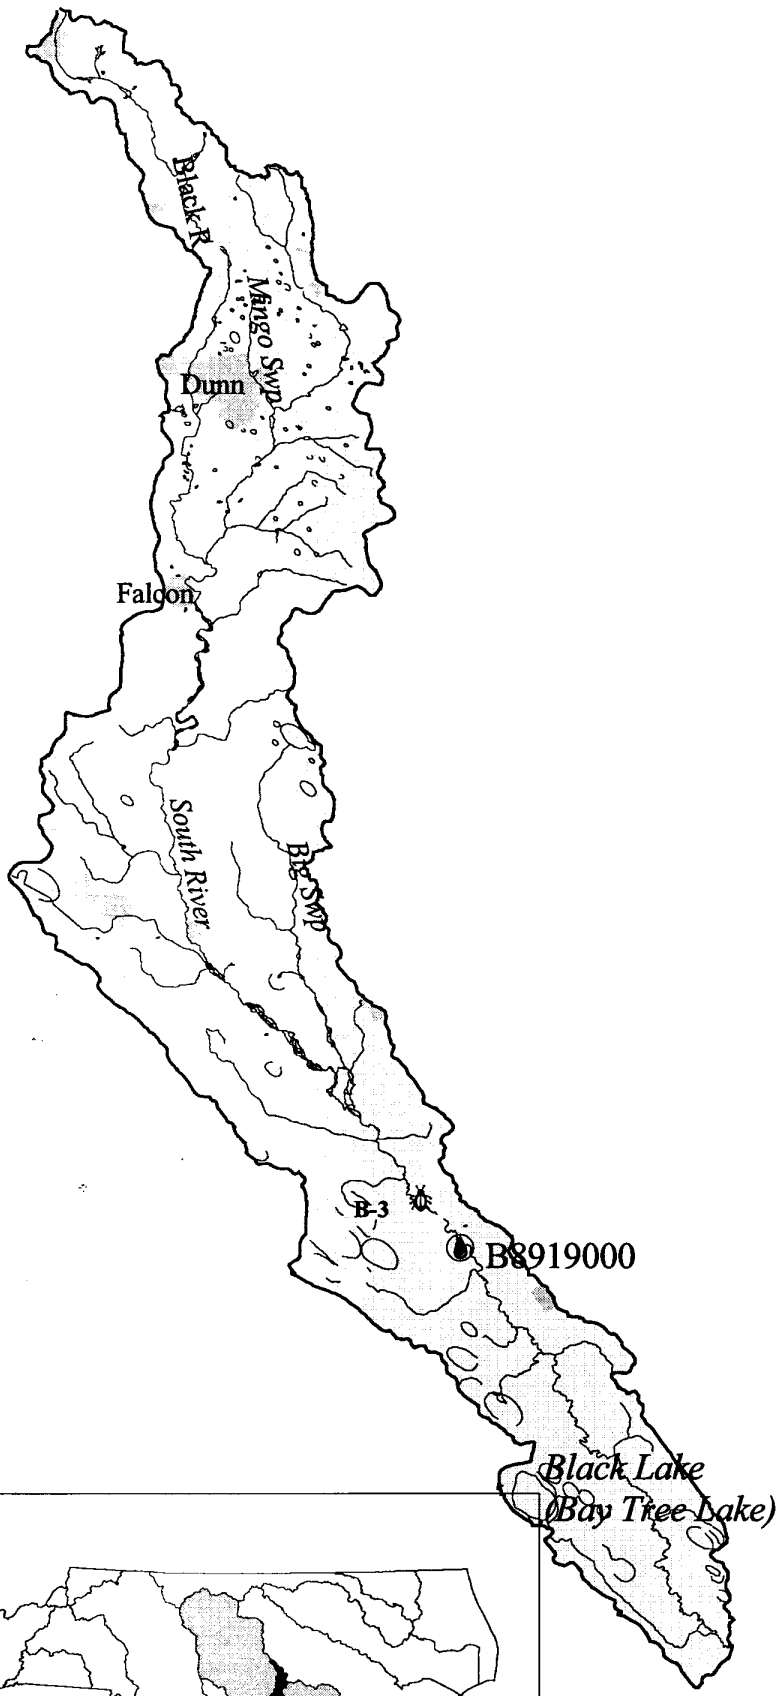 Black R
Mingo Swp
Dunn
Falcon
South River
Big Swp
B-3
B8919000
Black Lake
(Bay Tree Lake)